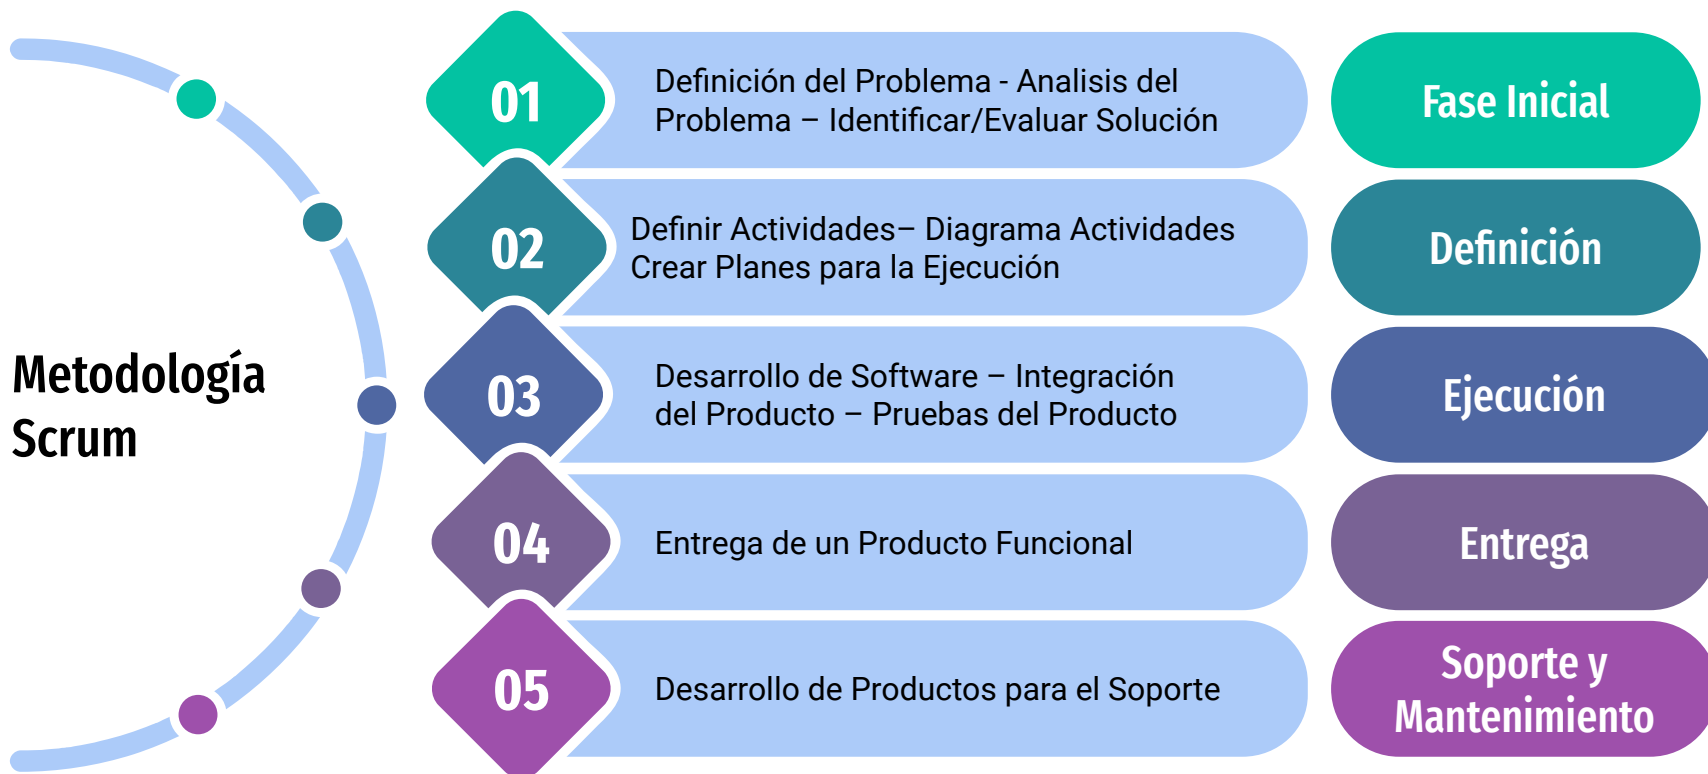 Metodología
Scrum
01
Definición del Problema - Analisis del
Problema – Identificar/Evaluar Solución
Fase Inicial
02
Definir Actividades– Diagrama Actividades
Crear Planes para la Ejecución
Definición
03
Desarrollo de Software – Integración
del Producto – Pruebas del Producto
Ejecución
04
Entrega de un Producto Funcional
Entrega
05
Desarrollo de Productos para el Soporte
Soporte y
Mantenimiento